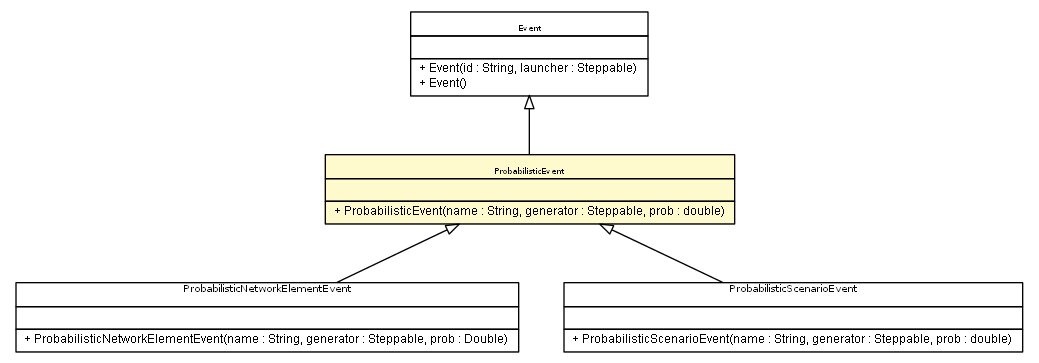 Event
+ Event(id : String, launcher : Steppable)
+ Event()
ProbabilisticEvent
+ ProbabilisticEvent(name : String, generator : Steppable, prob : double)
ProbabilisticNetworkElementEvent
+ ProbabilisticNetworkElementEvent(name : String, generator : Steppable, prob : Double)
ProbabilisticScenarioEvent
+ ProbabilisticScenarioEvent(name : String, generator : Steppable, prob : double)